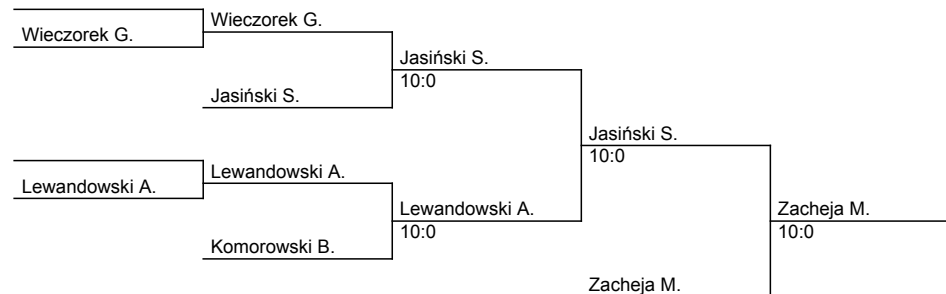 Wieczorek G.
Wieczorek G.
Jasiński S.
10:0
Jasiński S.
Jasiński S.
10:0
Lewandowski A.
Lewandowski A.
Lewandowski A.
10:0
Zacheja M.
10:0
Komorowski B.
Zacheja M.